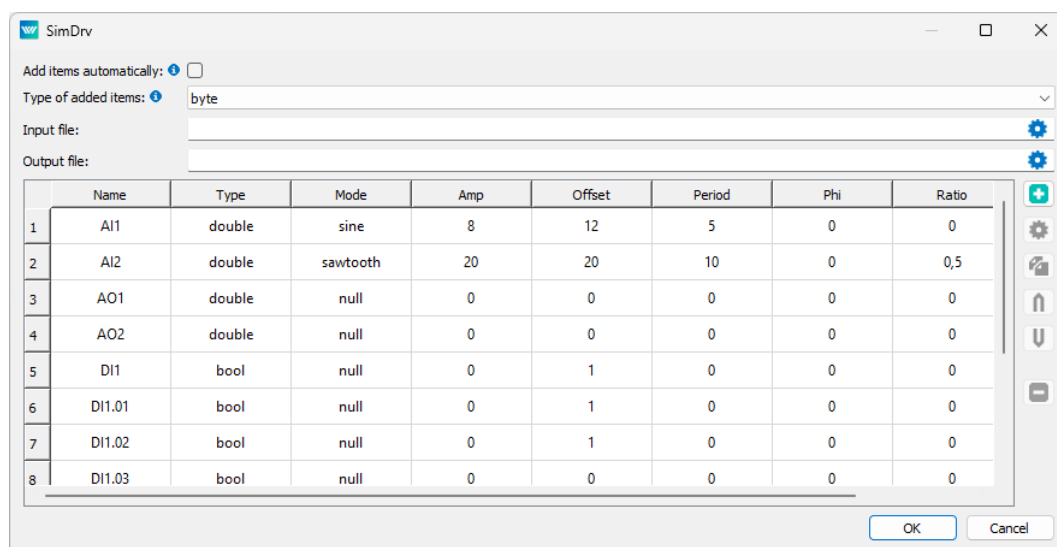 SimDrv
Add items automatically:
Type of added items: byte
Input file:
Output file:
Name Type Mode Amp Offset Period Phi Ratio
1 AI1 double sine 8 12 5 0 0
2 AI2 double sawtooth 20 20 10 0 0,5
3 AO1 double null 0 0 0 0 0
4 AO2 double null 0 0 0 0 0
5 DI1 bool null 0 1 0 0 0
6 DI1.01 bool null 0 1 0 0 0
7 DI1.02 bool null 0 1 0 0 0
8 DI1.03 bool null 0 0 0 0 0
OK Cancel